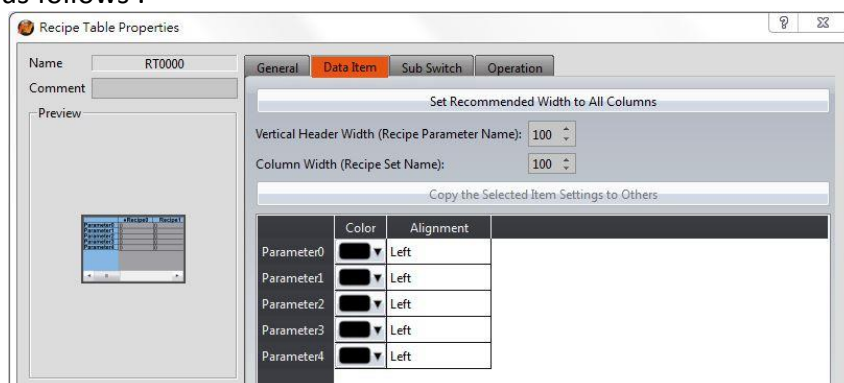 as follows :
Recipe Table Properties
Name RT0000
Comment
Preview
General Data Item Sub Switch Operation
Set Recommended Width to All Columns
Vertical Header Width (Recipe Parameter Name): 100
Column Width (Recipe Set Name): 100
Copy the Selected Item Settings to Others
Color Alignment
Parameter0 Left
Parameter1 Left
Parameter2 Left
Parameter3 Left
Parameter4 Left